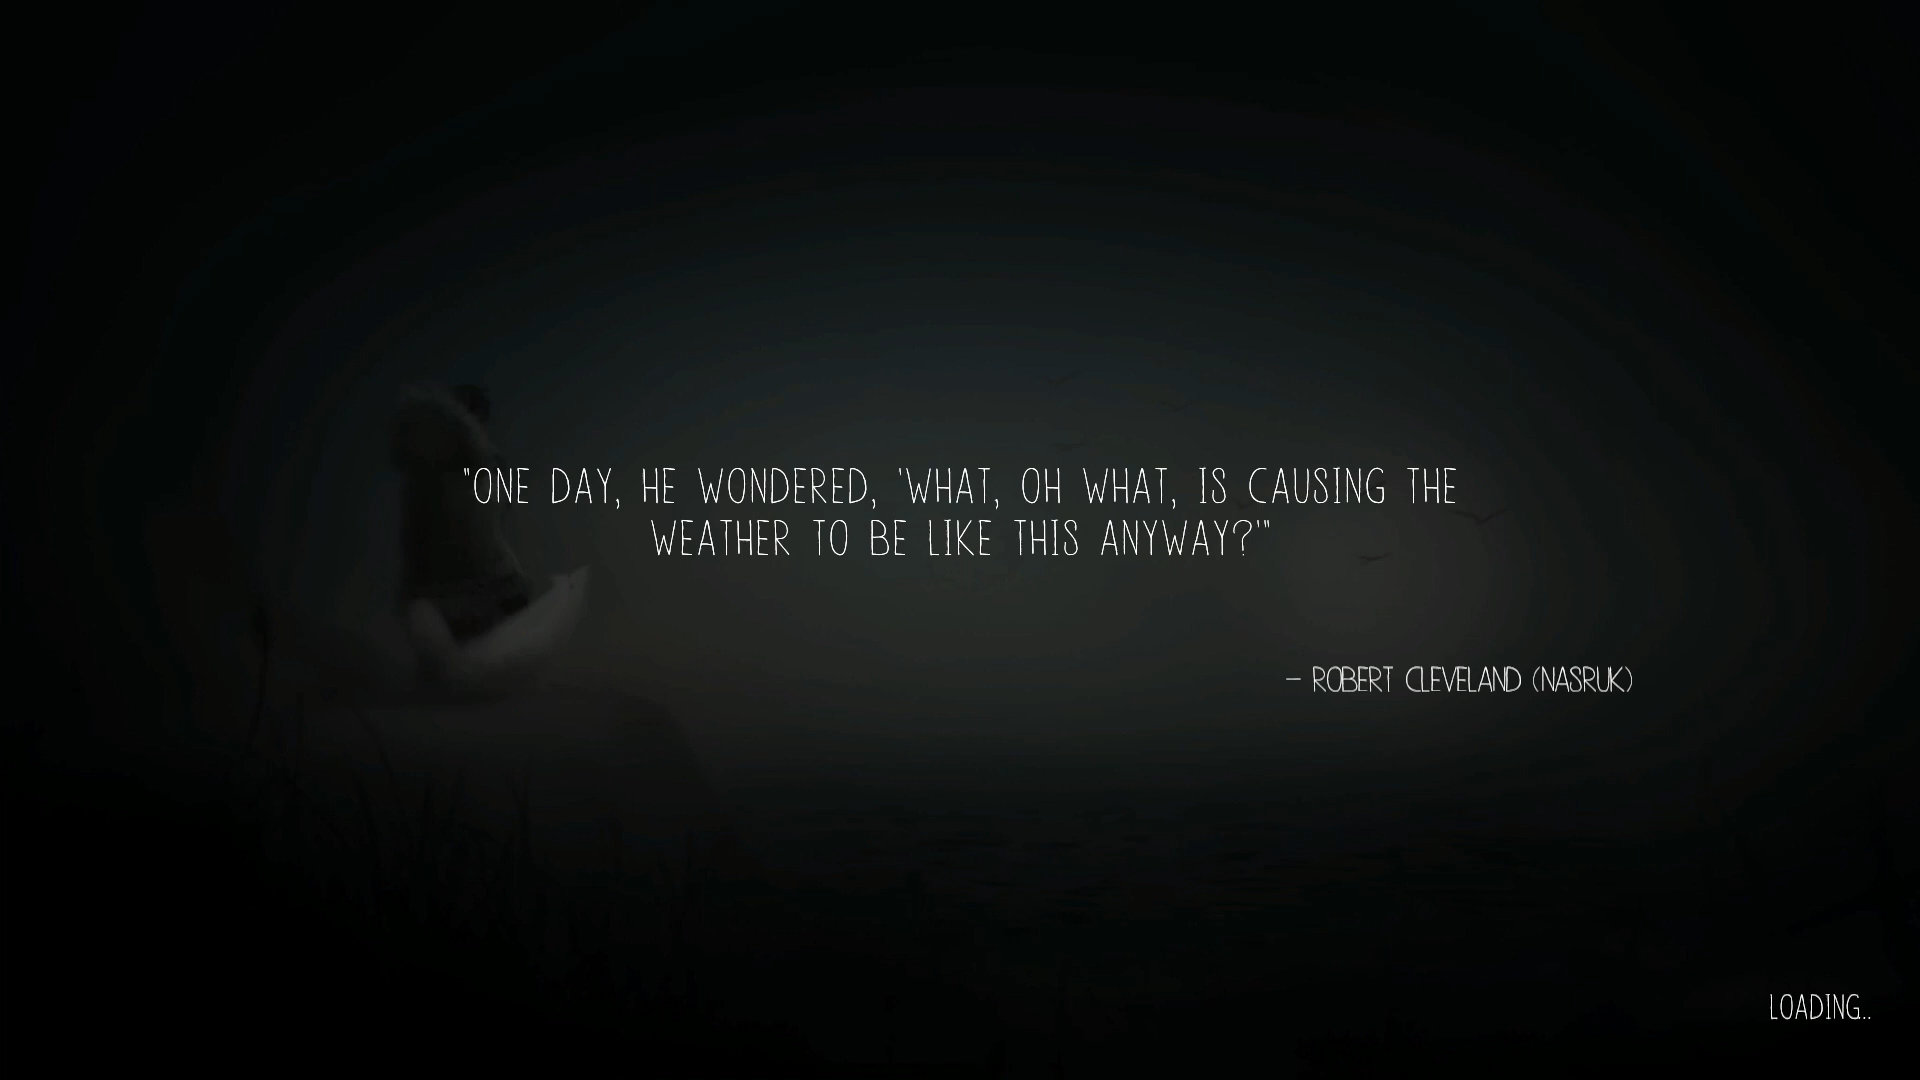 "ONE DAY, HE WONDERED, 'WHAT, OH WHAT, IS CAUSING THE
WEATHER TO BE LIKE THIS ANYWAY?'"
– ROBERT CLEVELAND (NASRUK)
LOADING..